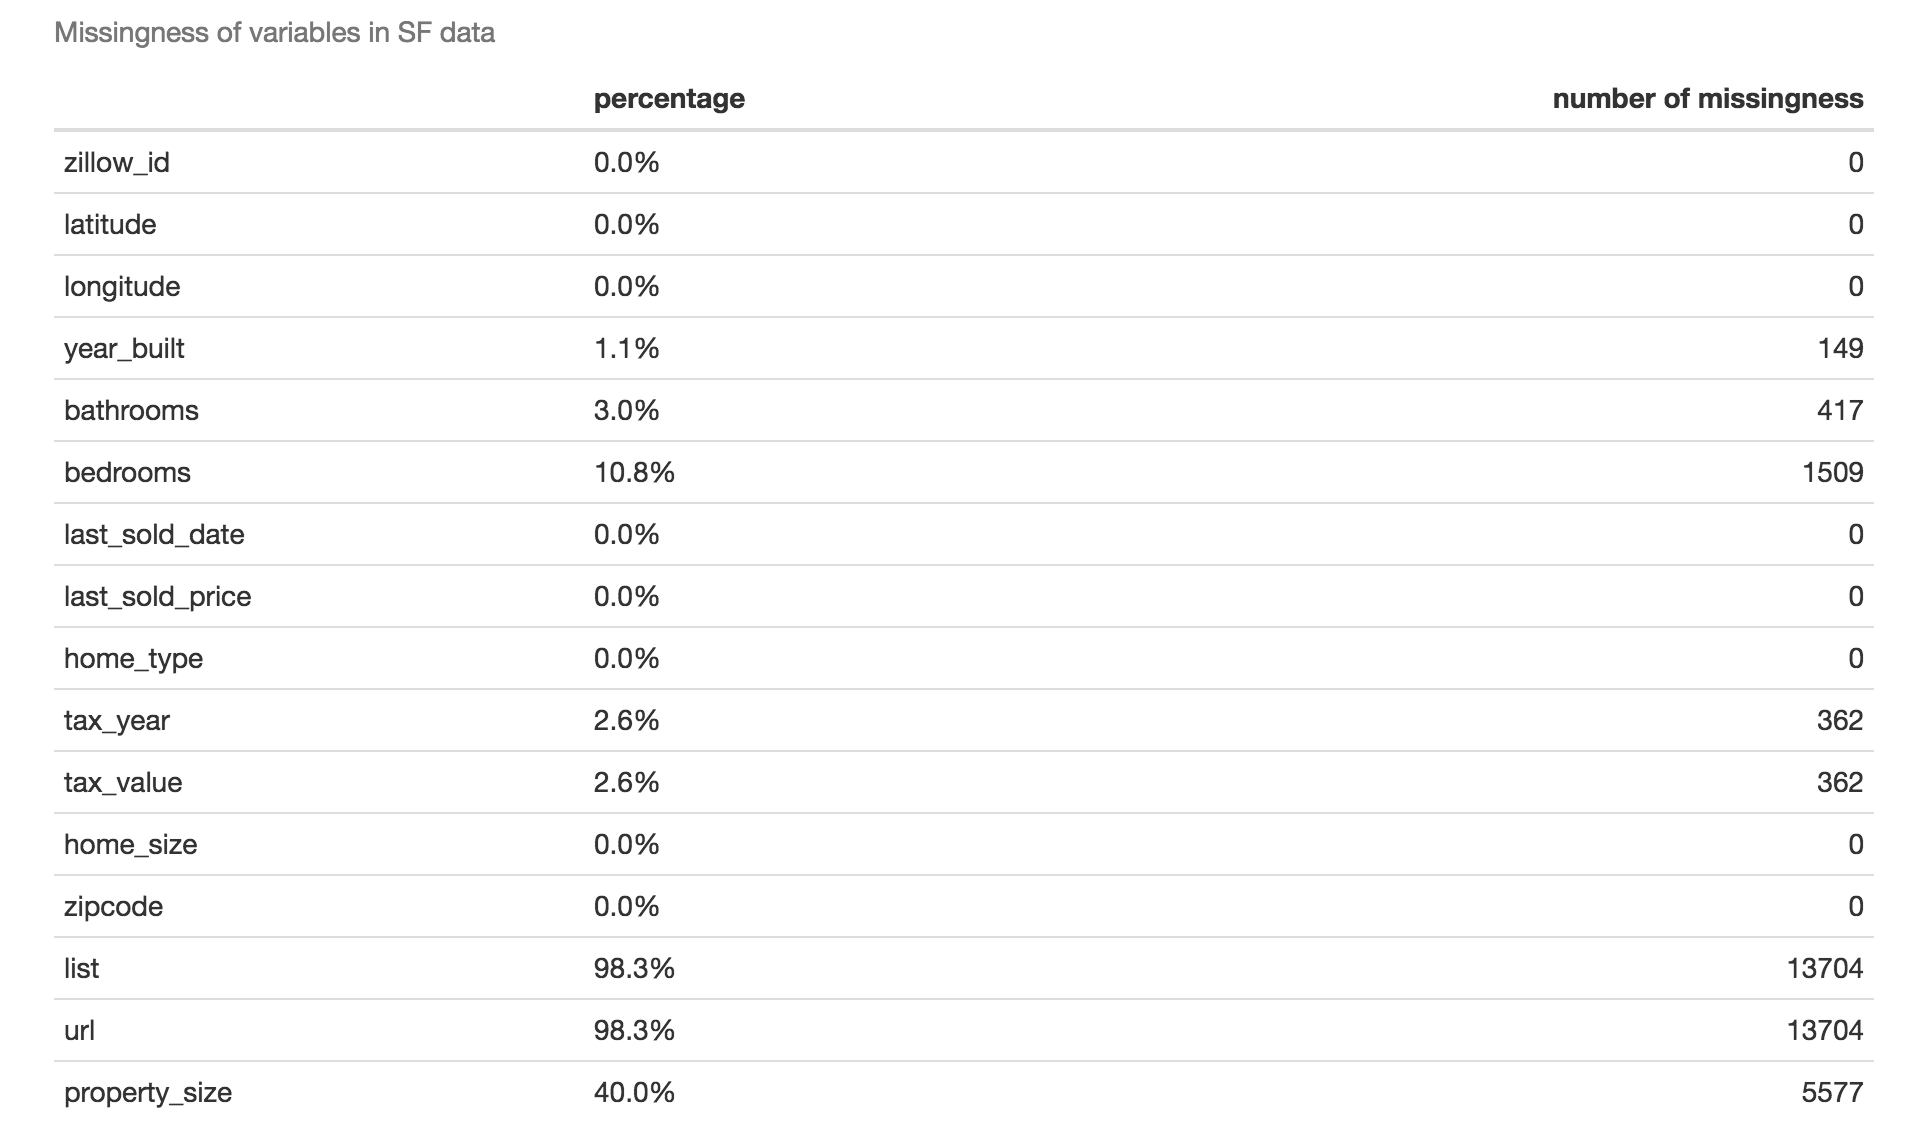 Missingness of variables in SF data
percentage number of missingness
zillow_id 0.0% 0
latitude 0.0% 0
longitude 0.0% 0
year_built 1.1% 149
bathrooms 3.0% 417
bedrooms 10.8% 1509
last_sold_date 0.0% 0
last_sold_price 0.0% 0
home_type 0.0% 0
tax_year 2.6% 362
tax_value 2.6% 362
home_size 0.0% 0
zipcode 0.0% 0
list 98.3% 13704
url 98.3% 13704
property_size 40.0% 5577